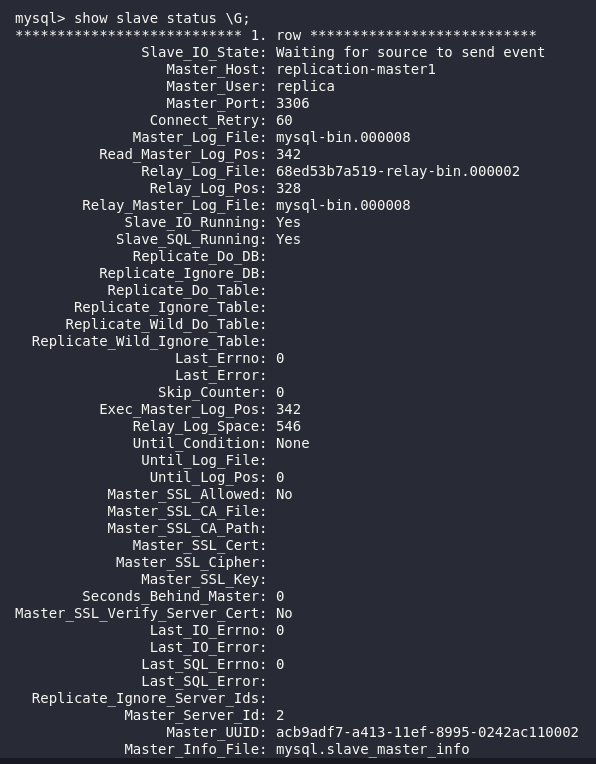 mysql> show slave status \G;
*************************** 1. row ***************************
Slave_IO_State: Waiting for source to send event
Master_Host: replication-master1
Master_User: replica
Master_Port: 3306
Connect_Retry: 60
Master_Log_File: mysql-bin.000008
Read_Master_Log_Pos: 342
Relay_Log_File: 68ed53b7a519-relay-bin.000002
Relay_Log_Pos: 328
Relay_Master_Log_File: mysql-bin.000008
Slave_IO_Running: Yes
Slave_SQL_Running: Yes
Replicate_Do_DB:
Replicate_Ignore_DB:
Replicate_Do_Table:
Replicate_Ignore_Table:
Replicate_Wild_Do_Table:
Replicate_Wild_Ignore_Table:
Last_Errno: 0
Last_Error:
Skip_Counter: 0
Exec_Master_Log_Pos: 342
Relay_Log_Space: 546
Until_Condition: None
Until_Log_File:
Until_Log_Pos: 0
Master_SSL_Allowed: No
Master_SSL_CA_File:
Master_SSL_CA_Path:
Master_SSL_Cert:
Master_SSL_Cipher:
Master_SSL_Key:
Seconds_Behind_Master: 0
Master_SSL_Verify_Server_Cert: No
Last_IO_Errno: 0
Last_IO_Error:
Last_SQL_Errno: 0
Last_SQL_Error:
Replicate_Ignore_Server_Ids:
Master_Server_Id: 2
Master_UUID: acb9adf7-a413-11ef-8995-0242ac110002
Master_Info_File: mysql.slave_master_info